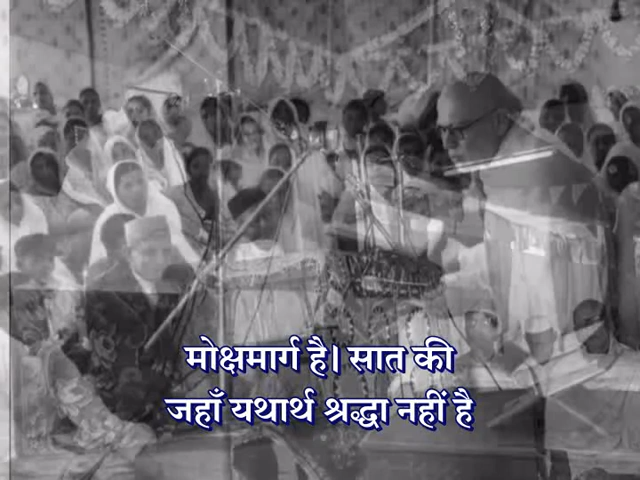 मोक्षमार्ग है। सात की
जहाँ यथार्थ श्रद्धा नहीं है